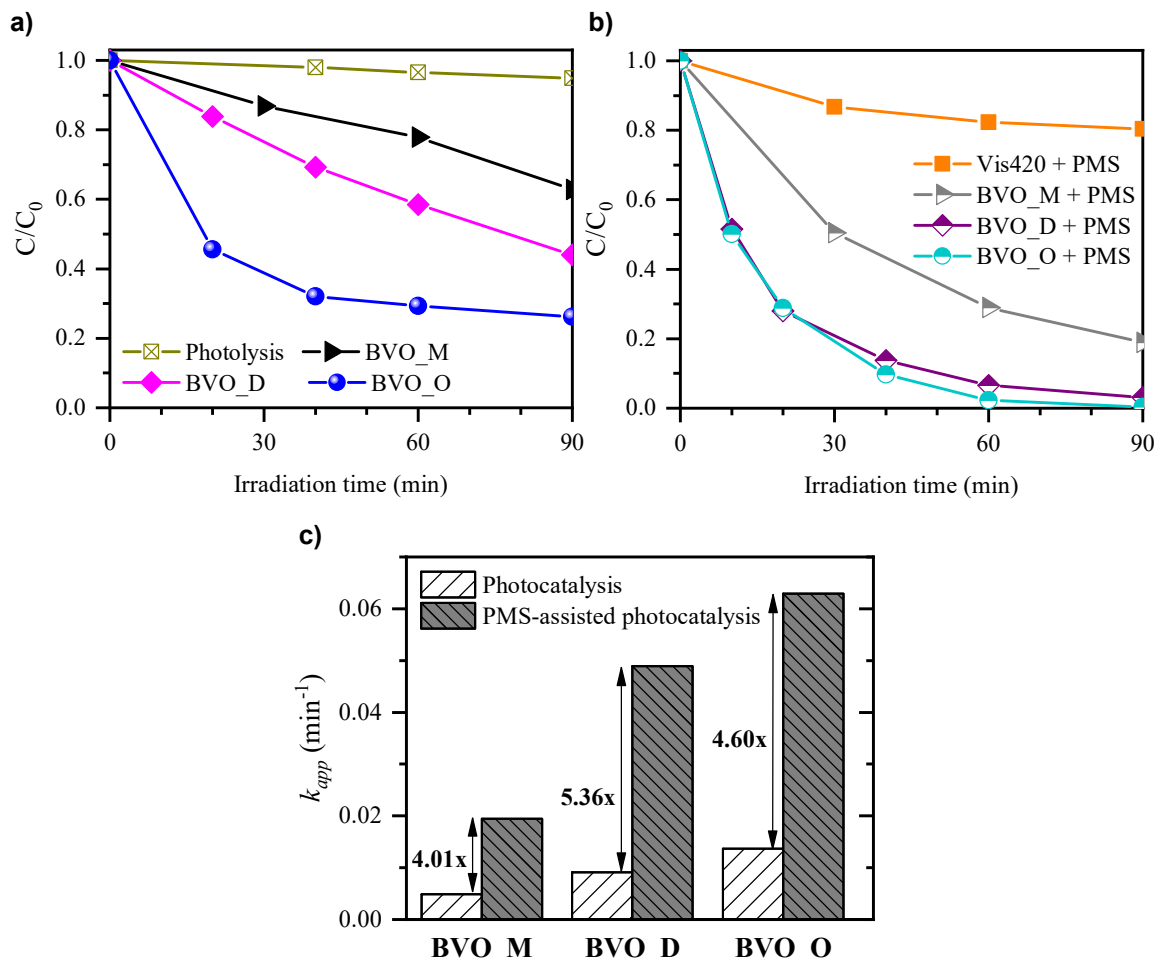 a)
1.0
0.8
0.6
0.4
0.2
0.0
C/C0
Photolysis
BVO_M
BVO_D
BVO_O
0
30
60
90
Irradiation time (min)
b)
1.0
0.8
0.6
0.4
0.2
0.0
C/C0
Vis420 + PMS
BVO_M + PMS
BVO_D + PMS
BVO_O + PMS
0
30
60
90
Irradiation time (min)
c)
Photocatalysis
PMS-assisted photocatalysis
0.06
0.04
0.02
0.00
kapp (min-1)
4.01x
5.36x
4.60x
BVO_M
BVO_D
BVO_O